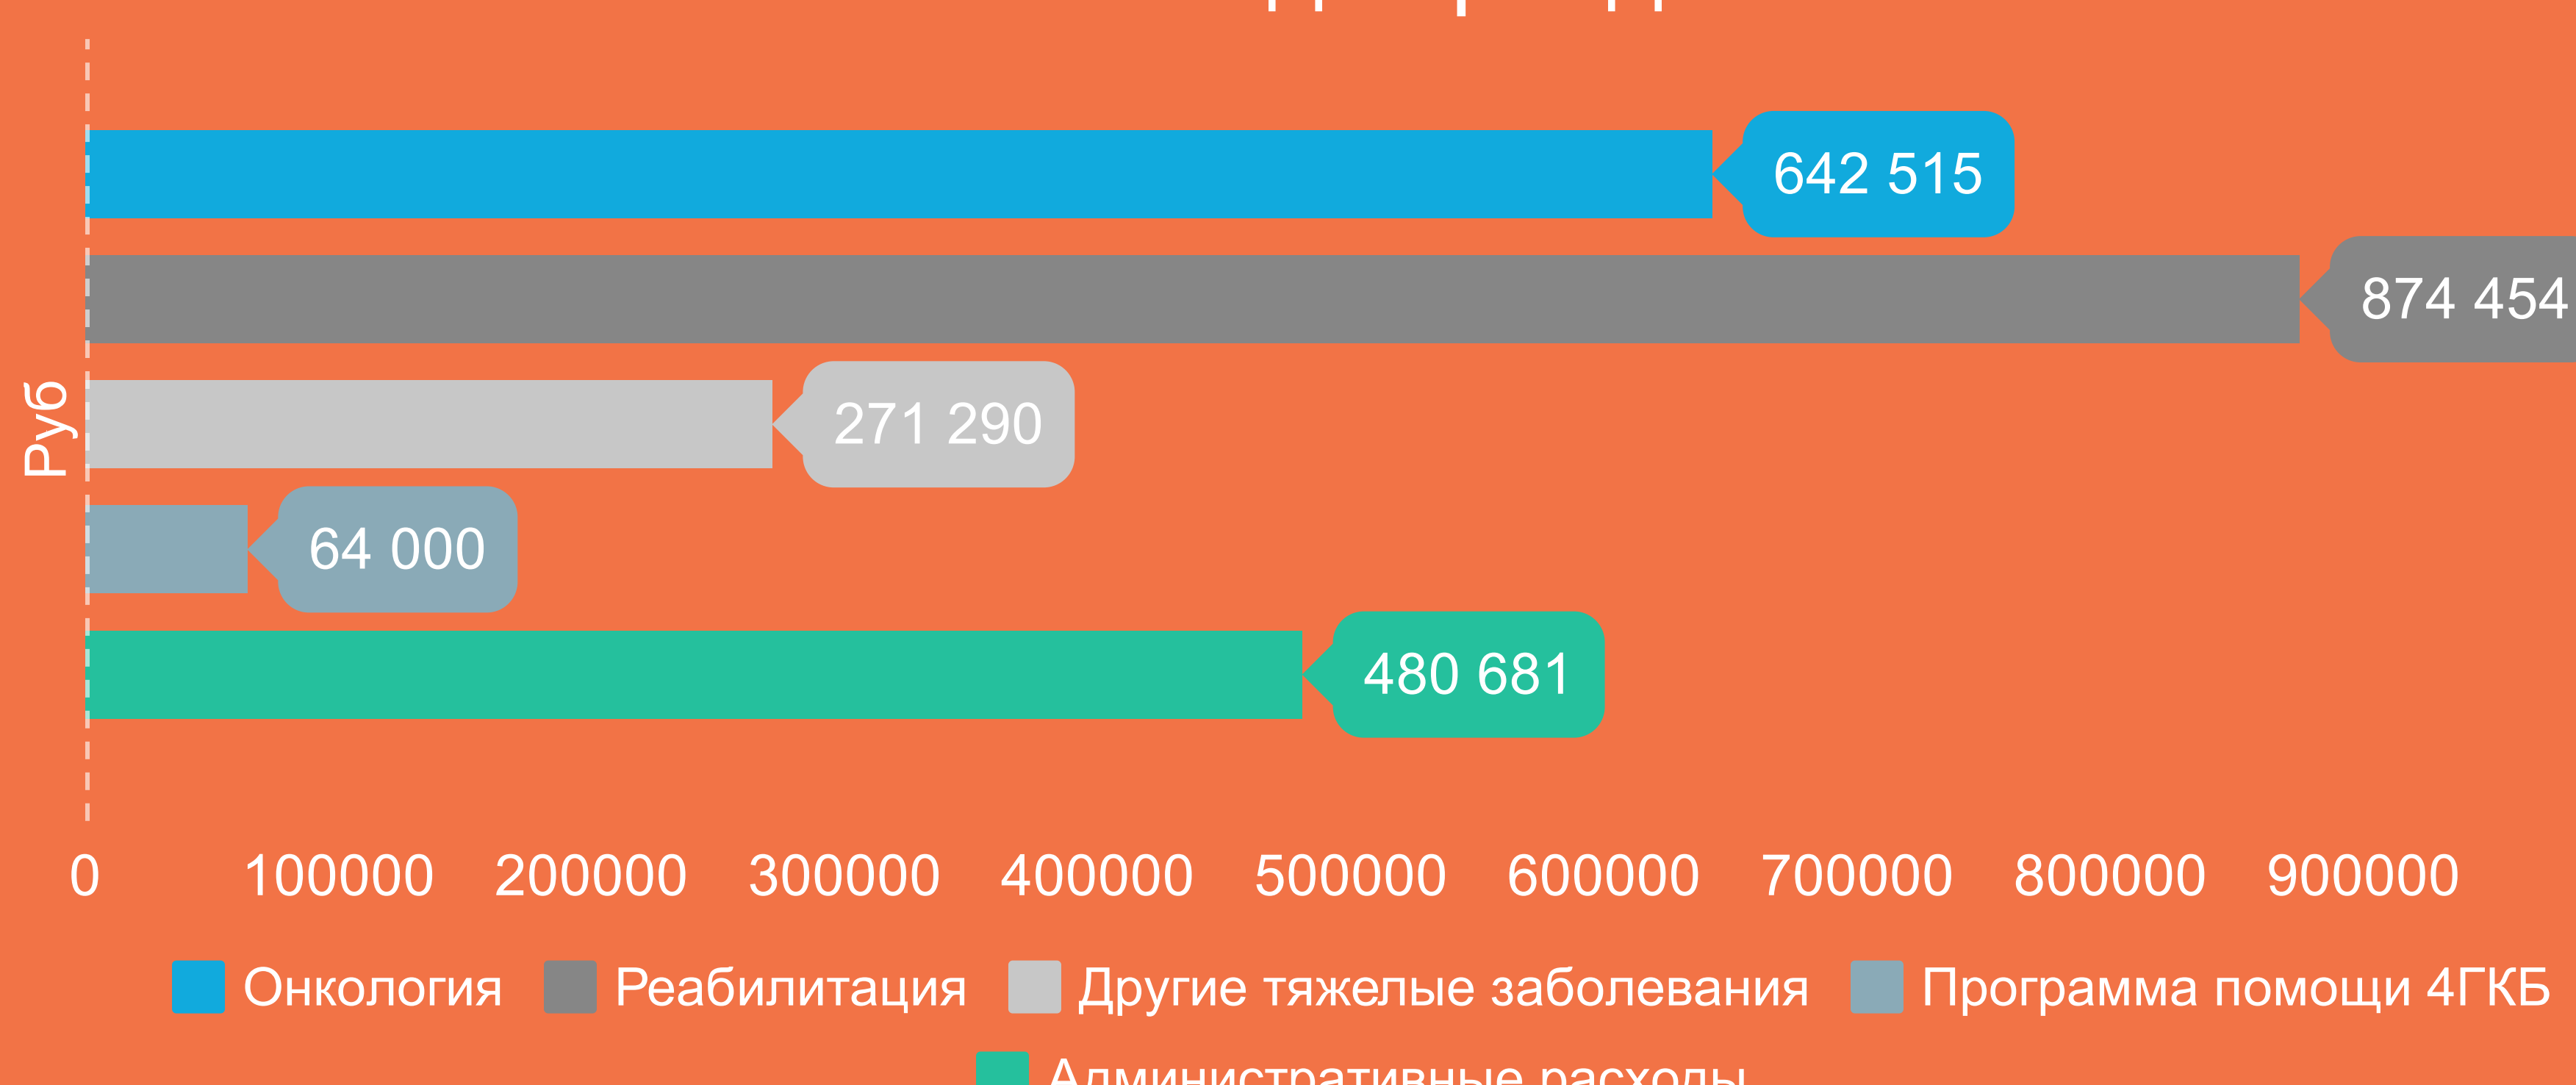 642 515
874 454
271 290
Руб
64 000
480 681
0 100000 200000 300000 400000 500000 600000 700000 800000 900000
Онкология Реабилитация Другие тяжелые заболевания Программа помощи 4ГКБ
Административные расходы